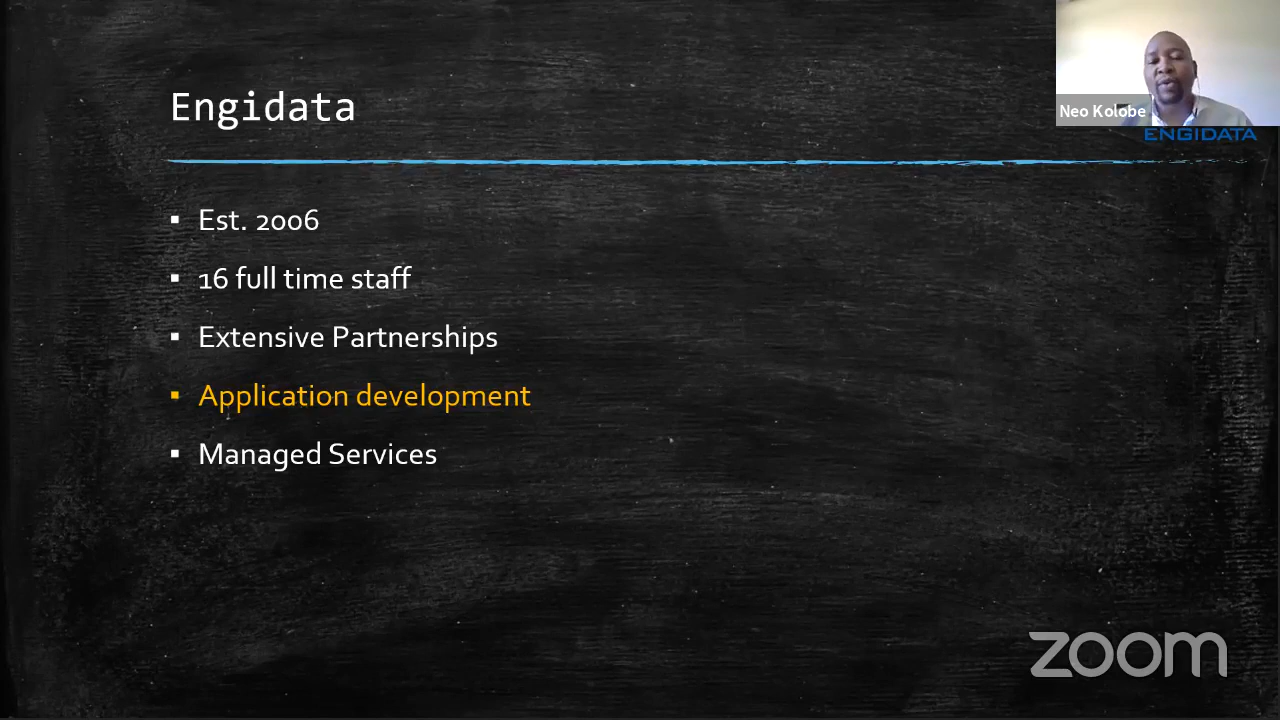 Engidata
Neo Kolobe
ENGIDATA
▪ Est. 2006
▪ 16 full time staff
▪ Extensive Partnerships
▪ Application development
▪ Managed Services
zoom